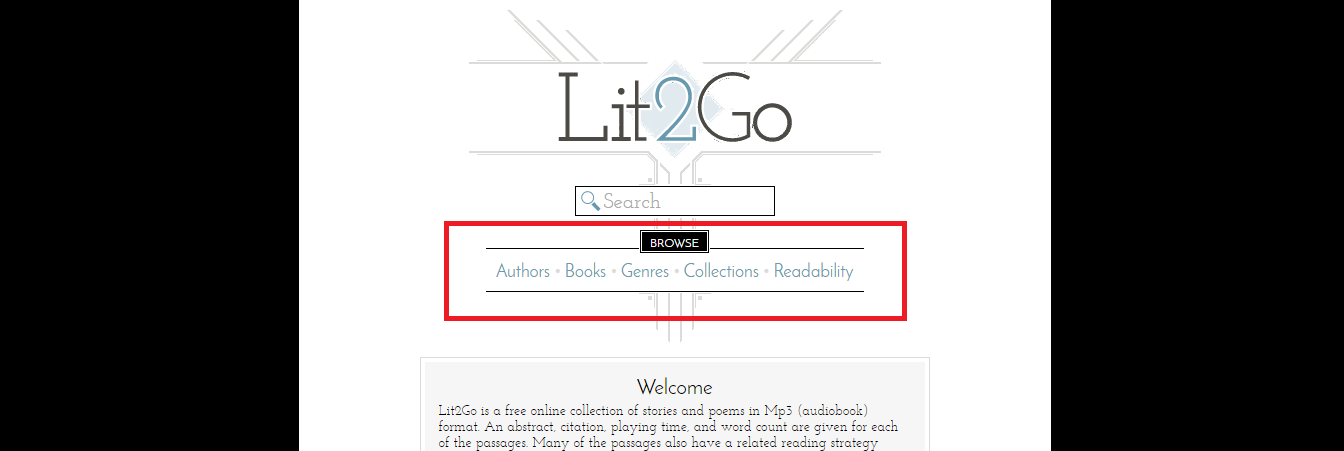 Lit2Go
Search
BROWSE
Authors • Books • Genres • Collections • Readability
Welcome
Lit2Go is a free online collection of stories and poems in Mp3 (audiobook)
format. An abstract, citation, playing time, and word count are given for each
of the passages. Many of the passages also have a related reading strategy